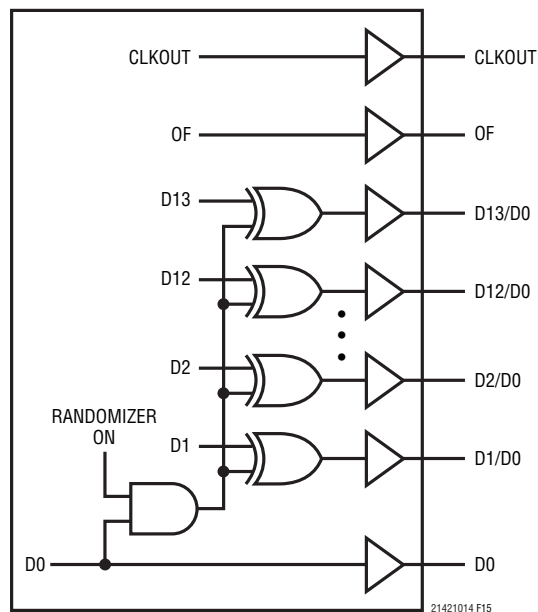 CLKOUT CLKOUT
OF OF
D13 D13/D0
D12 D12/D0
D2 D2/D0
RANDOMIZER
ON
D1 D1/D0
D0 D0
21421014 F15